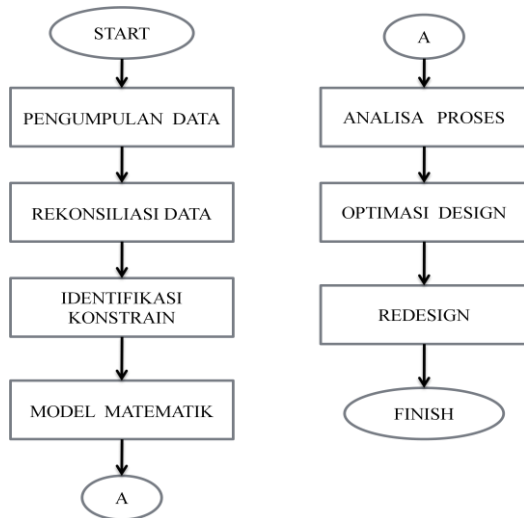 START
PENGUMPULAN DATA
REKONSILIASI DATA
IDENTIFIKASI
KONSTRAIN
MODEL MATEMATIK
A
A
ANALISA PROSES
OPTIMASI DESIGN
REDESIGN
FINISH